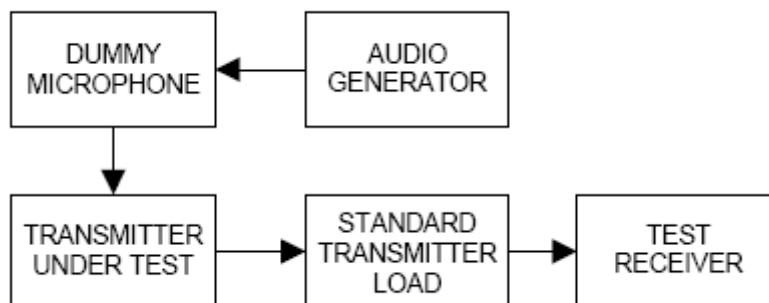 DUMMY
MICROPHONE
AUDIO
GENERATOR
TRANSMITTER
UNDER TEST
STANDARD
TRANSMITTER
LOAD
TEST
RECEIVER